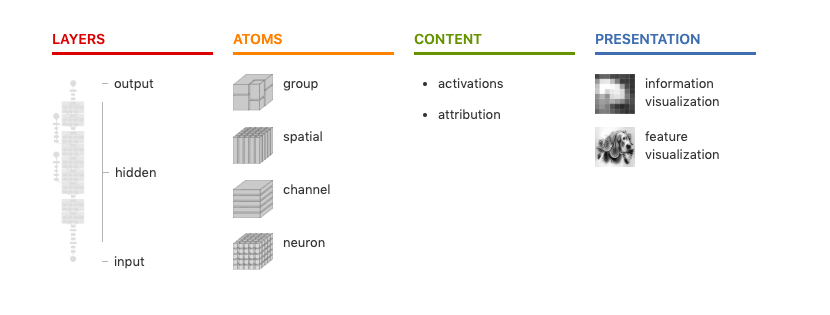 LAYERS
output
hidden
input
ATOMS
group
spatial
channel
neuron
CONTENT
• activations
• attribution
PRESENTATION
information
visualization
feature
visualization